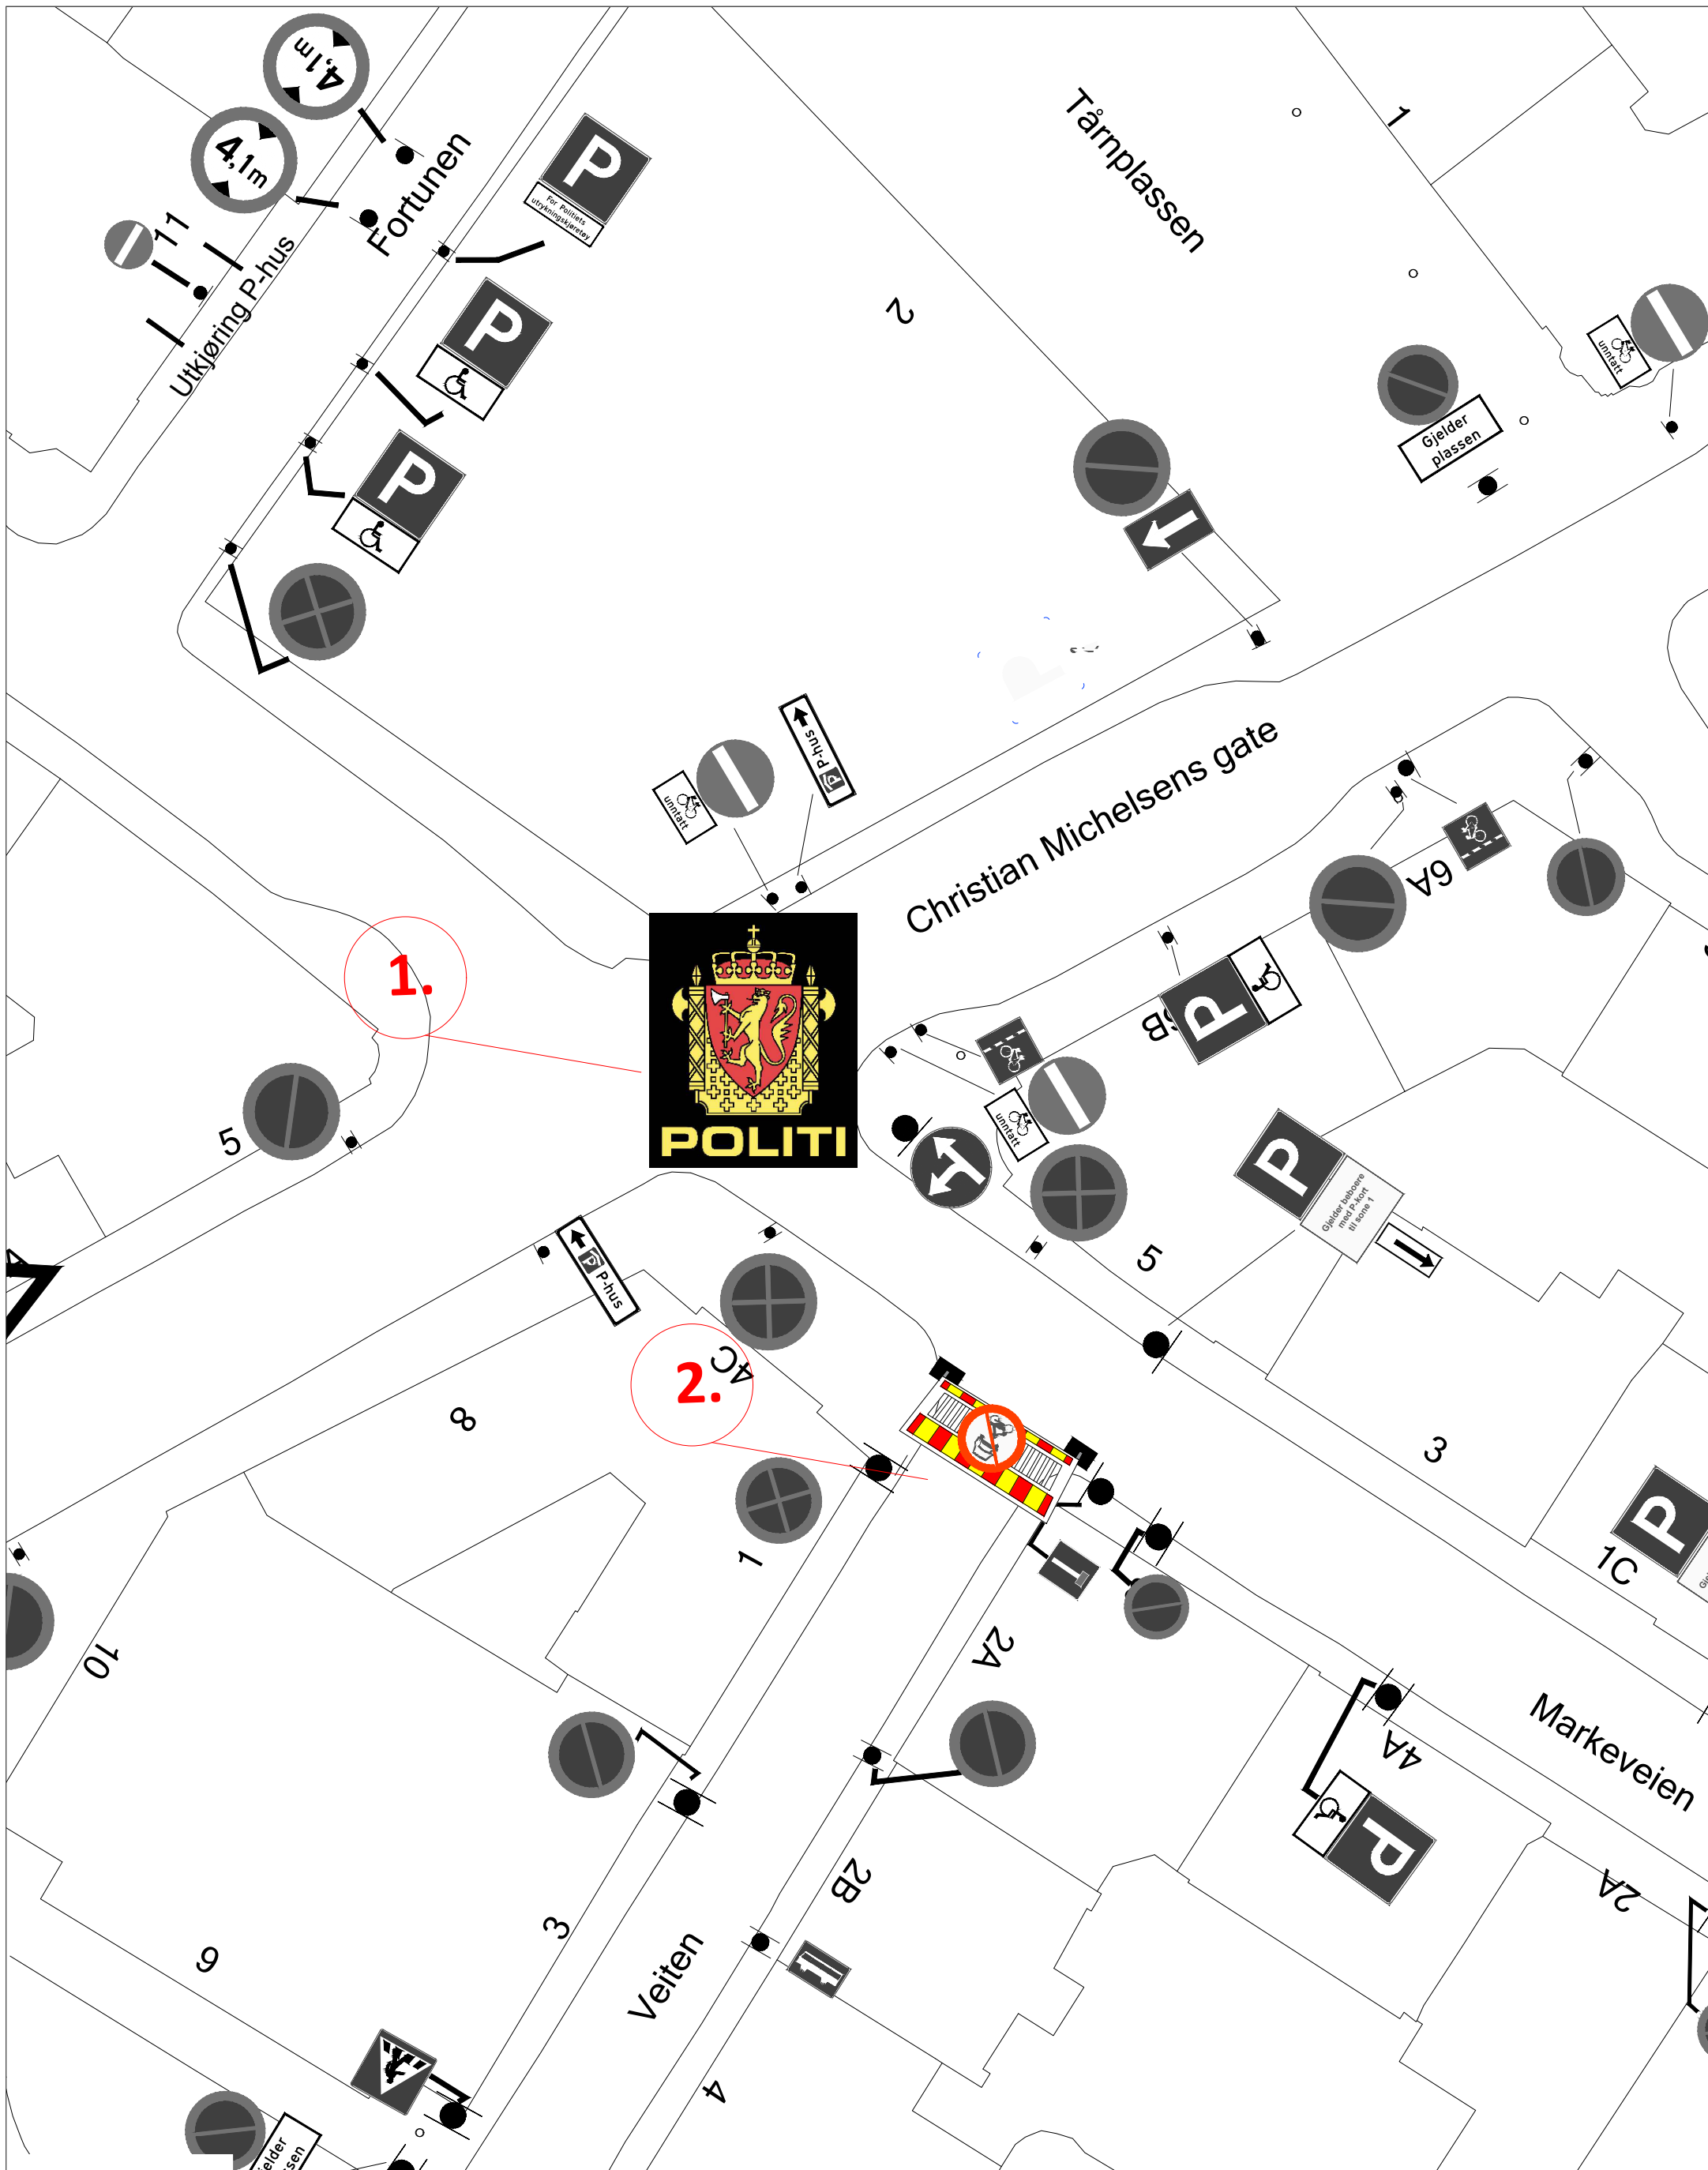 4,1m
4,1m
11
Fortunen
Utkjøring P-hus
P
For Politiets
utrykningskjøretøy
P
P
2
Tårnplassen
1
Gjelder
plassen
unntatt
unntatt
P-hus
P
Christian Michelsens gate
6A
P
P
1.
POLITI
5
unntatt
P
Gjelder beboere
med P-kort
til sone 1
5
P
P-hus
4C
2.
8
3
P
1C
1
10
2A
4A
Markeveien
P
2A
2B
3
Veiten
9
4